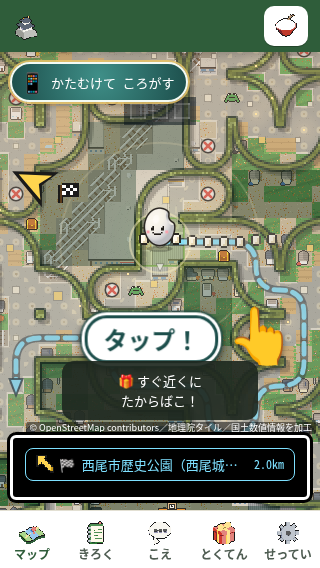 かたむけて ころがす
タップ！
すぐ近くに
たからばこ！
© OpenStreetMap contributors／地理院タイル／国土数値情報を加工
西尾市歴史公園（西尾城… 2.0km
マップ きろく こえ とくてん せってい